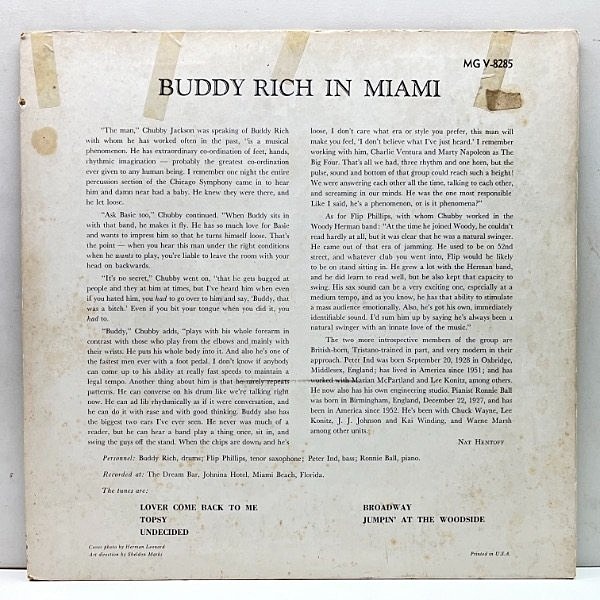 MG V-8285
BUDDY RICH IN MIAMI
"The man," Chubby Jackson was speaking of Buddy Rich
with whom he has worked often in the past, "is a musical
phenomenon. He has extraordinary co-ordination of feet, hands,
rhythmic imagination — probably the greatest co-ordination
ever given to any human being. I remember one night the entire
percussion section of the Chicago Symphony came in to hear
him and damn near had a baby. He knew they were there, and
he let loose.
"Ask Basie too," Chubby continued. "When Buddy sits in
with that band, he makes it fly. He has so much love for Basie
and wants to impress him so that he turns himself loose. That's
the point — when you hear this man under the right conditions
when he wants to play, you're liable to leave the room with your
head on backwards.
"It's no secret," Chubby went on, "that he gets bugged at
people and they at him at times, but I've heard him when even
if you hated him, you had to go over to him and say, 'Buddy, that
was a bitch.' Even if you bit your tongue when you did it, you
had to.
"Buddy," Chubby adds, "plays with his whole forearm in
contrast with those who play from the elbows and mainly with
their wrists. He puts his whole body into it. And also he's one of
the fastest men ever with a foot pedal. I don't know if anybody
can come up to his ability at really fast speeds to maintain a
legal tempo. Another thing about him is that he rarely repeats
patterns. He can converse on his drum like we're talking right
now. He can ad lib rhythmically as if it were conversation, and
he can do it with ease and with good thinking. Buddy also has
the biggest two ears I've ever seen. He never was much of a
reader, but he can hear a band play a thing once, sit in, and
swing the guys off the stand. When the chips are down, and he's
loose, I don't care what era or style you prefer, this man will
make you feel, 'I don't believe what I've just heard.' I remember
working with him, Charlie Ventura and Marty Napoleon as The
Big Four. That's all we had, three rhythm and one horn, but the
pulse, sound and bottom of that group could reach such a height!
We were answering each other all the time, talking to each other,
and screaming in our minds. He was the one most responsible
Like I said, he's a phenomenon, or is it phenomena?"
As for Flip Phillips, with whom Chubby worked in the
Woody Herman band: "At the time he joined Woody, he couldn't
read hardly at all, but it was clear that he was a natural swinger.
He came out of that era of jamming. He used to be on 52nd
street, and whatever club you went into, Flip would be likely
to be on stand sitting in. He grew a lot with the Herman band,
and he did learn to read well, but he also kept that capacity to
swing. His sax sound can be a very exciting one, especially at a
medium tempo, and as you know, he has that ability to stimulate
a mass audience emotionally. Also, he's got his own, immediately
identifiable sound. I'd sum him up by saying he's always been a
natural swinger with an innate love of the music."
The two more introspective members of the group are
British-born, Tristano-trained in part, and very modern in their
approach. Peter Ind was born September 20, 1928 in Oxbridge,
Middlesex, England; has lived in America since 1951; and has
worked with Marian McPartland and Lee Konitz, among others.
He now also has his own engineering studio. Pianist Ronnie Ball
was born in Birmingham, England, December 22, 1927, and has
been in America since 1952. He's been with Chuck Wayne, Lee
Konitz, J. J. Johnson and Kai Winding, and Warne Marsh
among other units.
NAT HENTOFF
Personnel: Buddy Rich, drums; Flip Phillips, tenor saxophone; Peter Ind, bass; Ronnie Ball, piano.
Recorded at: The Dream Bar, Johnina Hotel, Miami Beach, Florida.
The tunes are:
LOVER COME BACK TO ME
TOPSY
UNDECIDED
BROADWAY
JUMPIN' AT THE WOODSIDE
Cover photo by Herman Leonard
Art direction by Sheldon Marks
Printed in U.S.A.